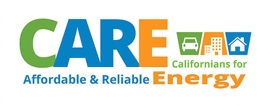 CARE
Californians for
Affordable & Reliable Energy